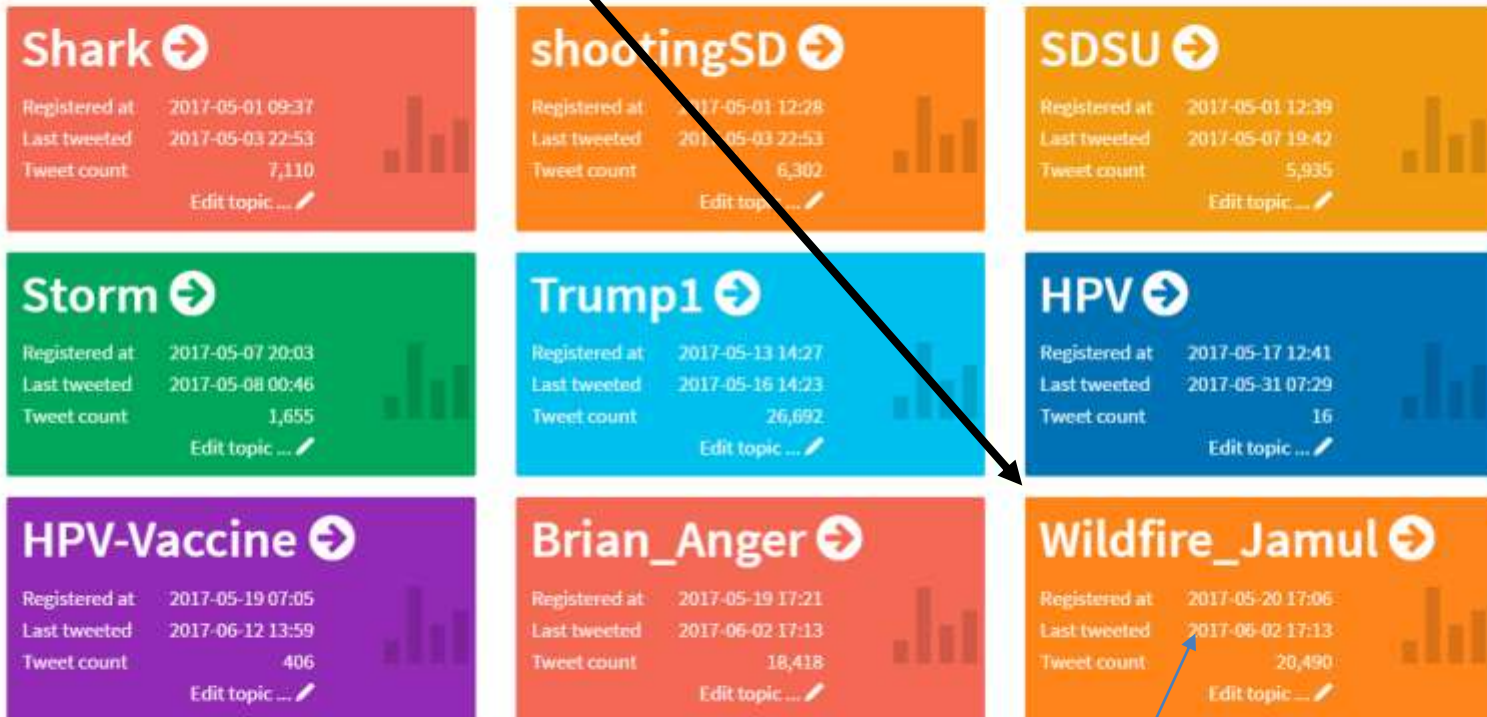 Shark
Registered at 2017-05-01 09:37
Last tweeted 2017-05-03 22:53
Tweet count 7,110
Edit topic ...
shootingSD
Registered at 2017-05-01 12:28
Last tweeted 2017-05-03 22:53
Tweet count 6,302
Edit topic ...
SDSU
Registered at 2017-05-01 12:39
Last tweeted 2017-05-07 19:42
Tweet count 5,935
Edit topic ...
Storm
Registered at 2017-05-07 20:03
Last tweeted 2017-05-08 00:46
Tweet count 1,655
Edit topic ...
Trump1
Registered at 2017-05-13 14:27
Last tweeted 2017-05-16 14:23
Tweet count 26,692
Edit topic ...
HPV
Registered at 2017-05-17 12:41
Last tweeted 2017-05-31 07:29
Tweet count 16
Edit topic ...
HPV-Vaccine
Registered at 2017-05-19 07:05
Last tweeted 2017-06-12 13:59
Tweet count 406
Edit topic ...
Brian_Anger
Registered at 2017-05-19 17:21
Last tweeted 2017-06-02 17:13
Tweet count 18,418
Edit topic ...
Wildfire_Jamul
Registered at 2017-05-20 17:06
Last tweeted 2017-06-02 17:13
Tweet count 20,490
Edit topic ...